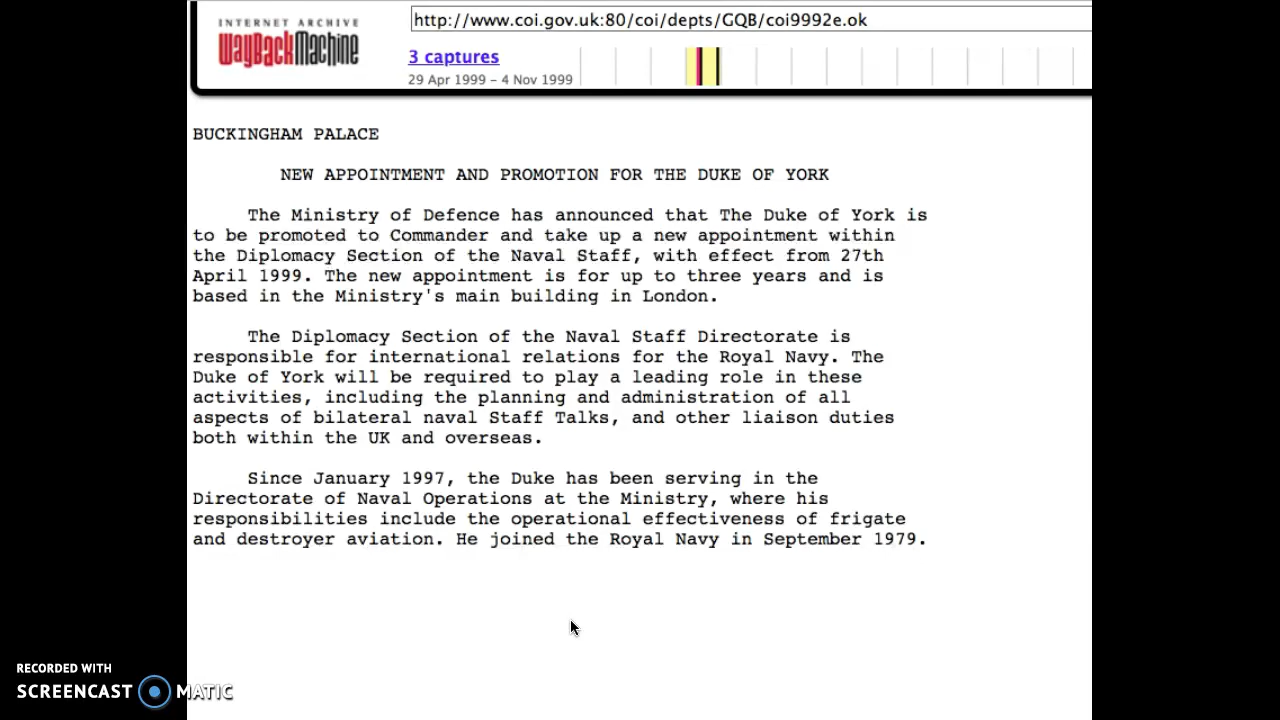 INTERNET ARCHIVE
WayBackMachine
http://www.coi.gov.uk:80/coi/depts/GQB/coi9992e.ok
3 captures
29 Apr 1999 – 4 Nov 1999
BUCKINGHAM PALACE
NEW APPOINTMENT AND PROMOTION FOR THE DUKE OF YORK
The Ministry of Defence has announced that The Duke of York is
to be promoted to Commander and take up a new appointment within
the Diplomacy Section of the Naval Staff, with effect from 27th
April 1999. The new appointment is for up to three years and is
based in the Ministry's main building in London.
The Diplomacy Section of the Naval Staff Directorate is
responsible for international relations for the Royal Navy. The
Duke of York will be required to play a leading role in these
activities, including the planning and administration of all
aspects of bilateral naval Staff Talks, and other liaison duties
both within the UK and overseas.
Since January 1997, the Duke has been serving in the
Directorate of Naval Operations at the Ministry, where his
responsibilities include the operational effectiveness of frigate
and destroyer aviation. He joined the Royal Navy in September 1979.
RECORDED WITH
SCREENCAST MATIC